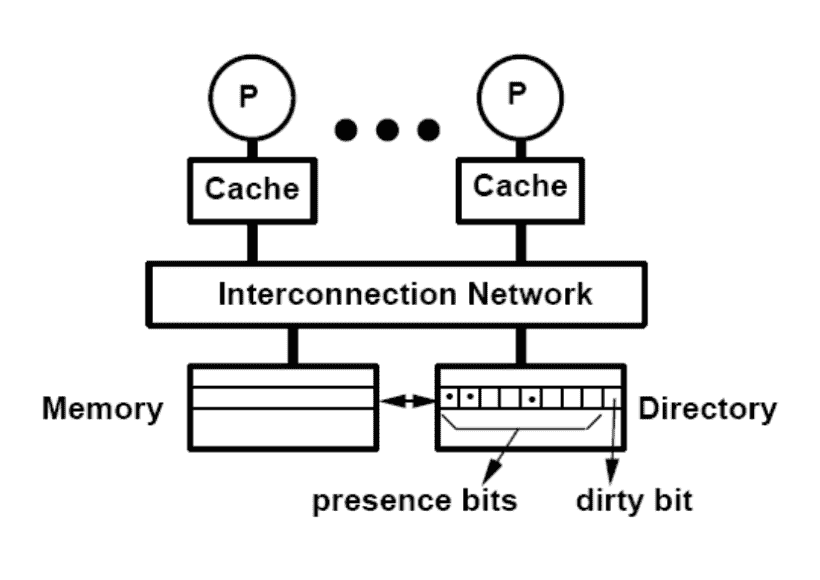 P
P
Cache
Cache
Interconnection Network
Memory
Directory
presence bits
dirty bit